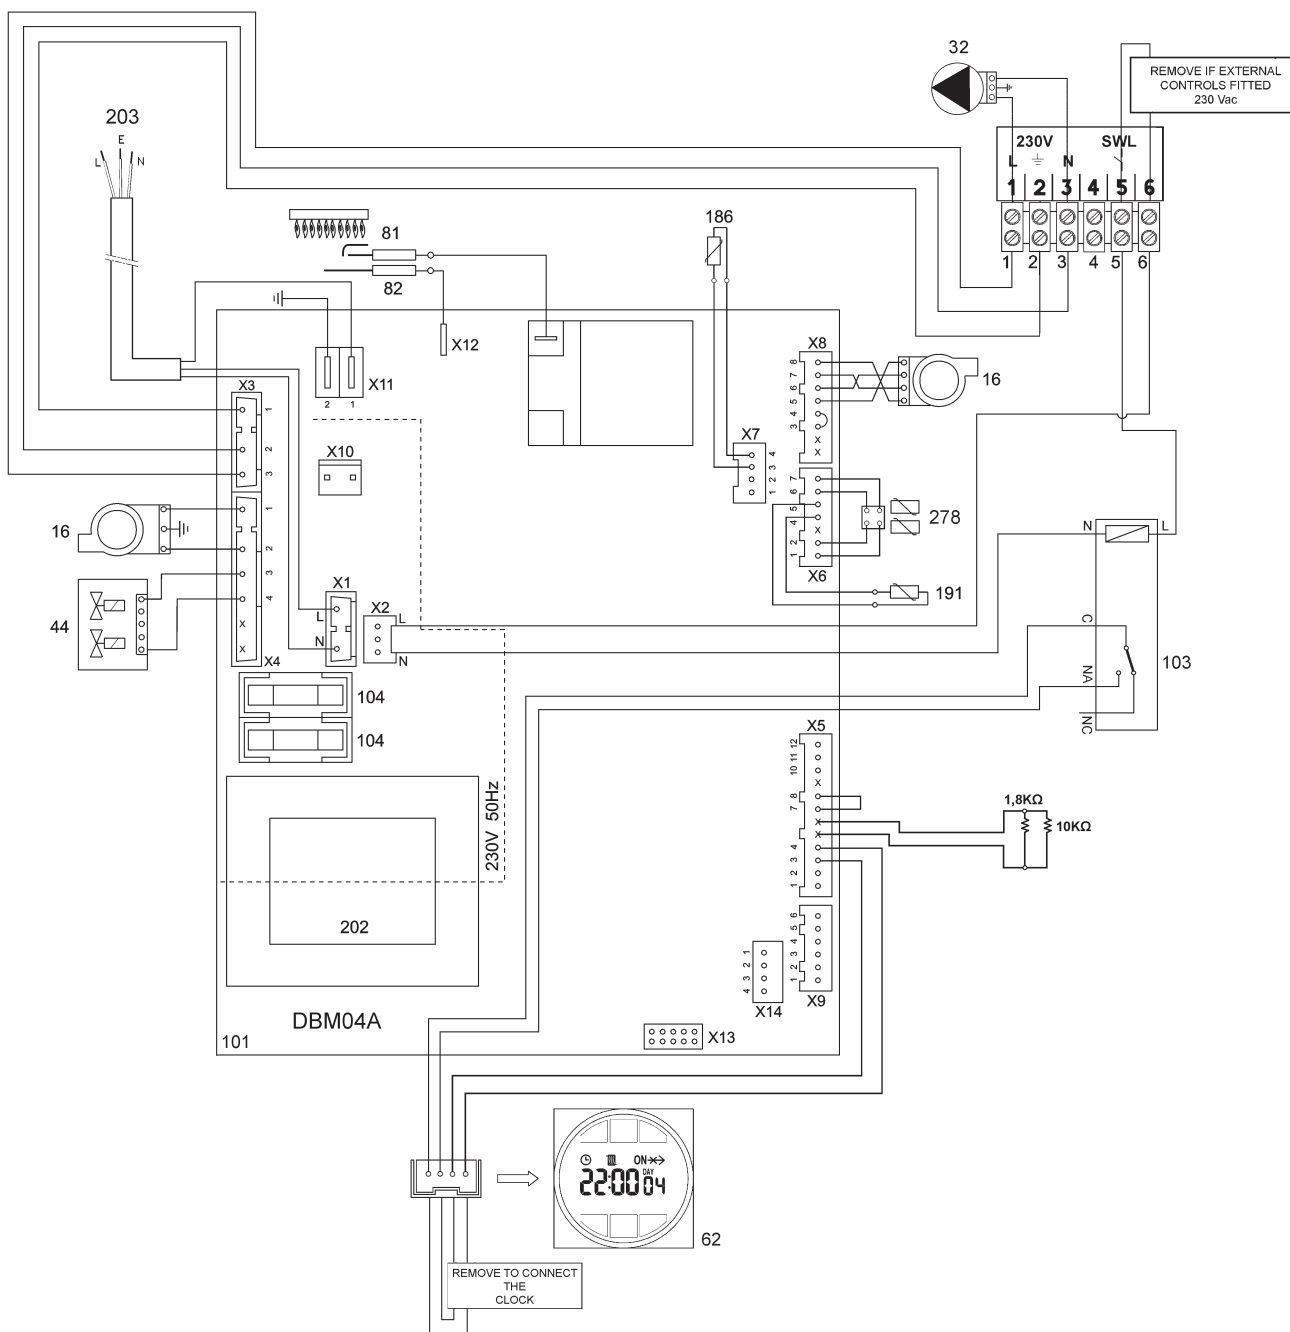 32
REMOVE IF EXTERNAL
CONTROLS FITTED
230 Vac
203
E
L N
230V SWL
L N
1 2 3 4 5 6
1 2 3 4 5 6
186
81
82
X12
X11
2 1
X8
8
7
6
5
4
3
X
X
16
X3
1
2
3
X10
X7
4
3
2
1
7
6
5
4
X
2
1
X6
278
191
16
1
2
3
4
X
X
X4
44
X1
L
N
X2
L
N
N L
C
NA
NC
103
104
104
X5
12
11
10
X
8
7
X
X
4
3
2
1
1,8KΩ
10KΩ
230V 50Hz
202
6
5
4
3
2
1
X9
1
2
3
4
X14
X13
DBM04A
101
ON
DAY
22:00 04
62
REMOVE TO CONNECT
THE
CLOCK